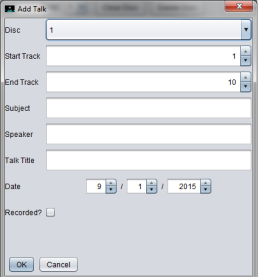 Add Talk
Disc 1
Start Track 1
End Track 10
Subject
Speaker
Talk Title
Date 9 / 1 / 2015
Recorded?
OK Cancel